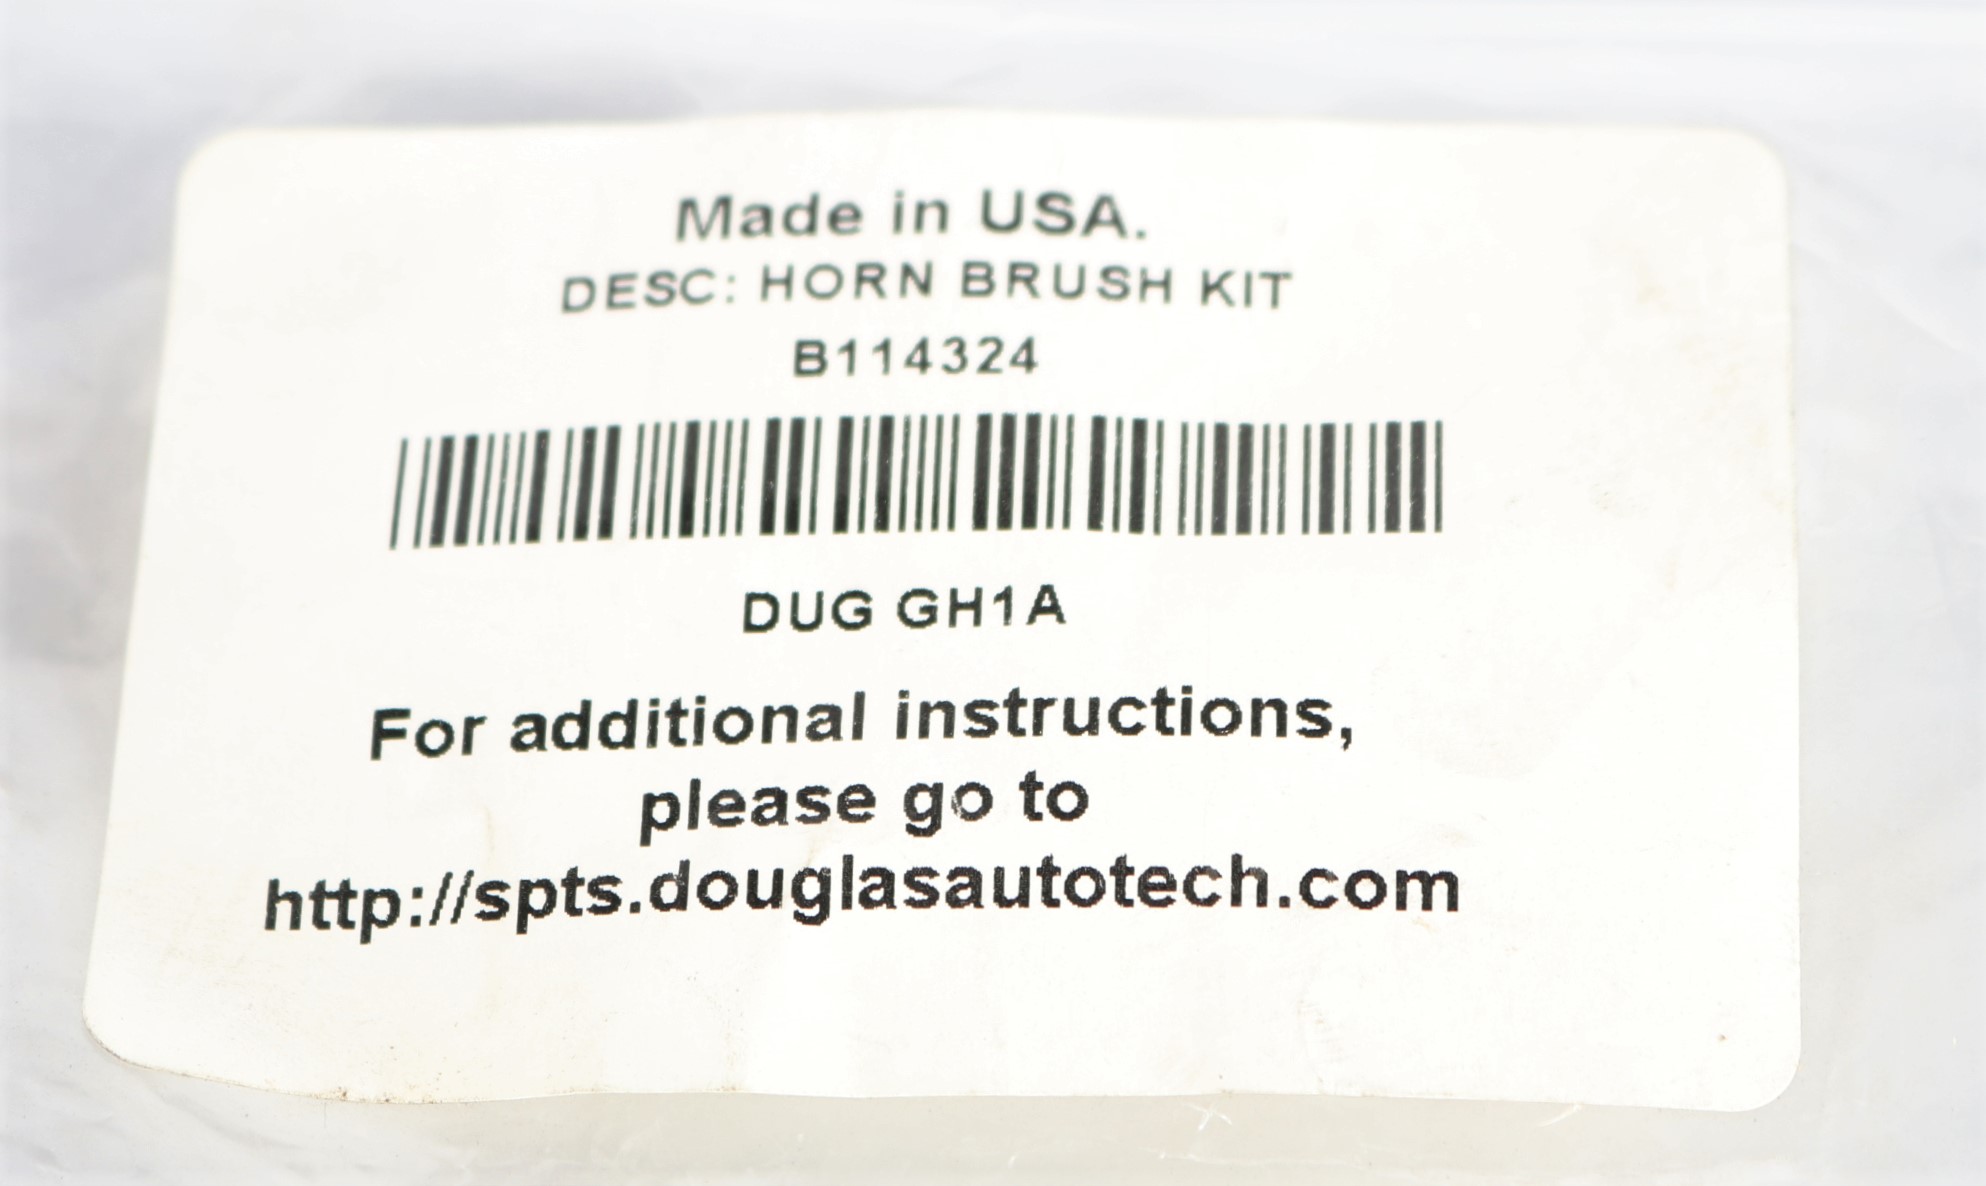 Made in USA.
DESC: HORN BRUSH KIT
B114324
DUG GH1A
For additional instructions,
please go to
http://spts.douglasautotech.com